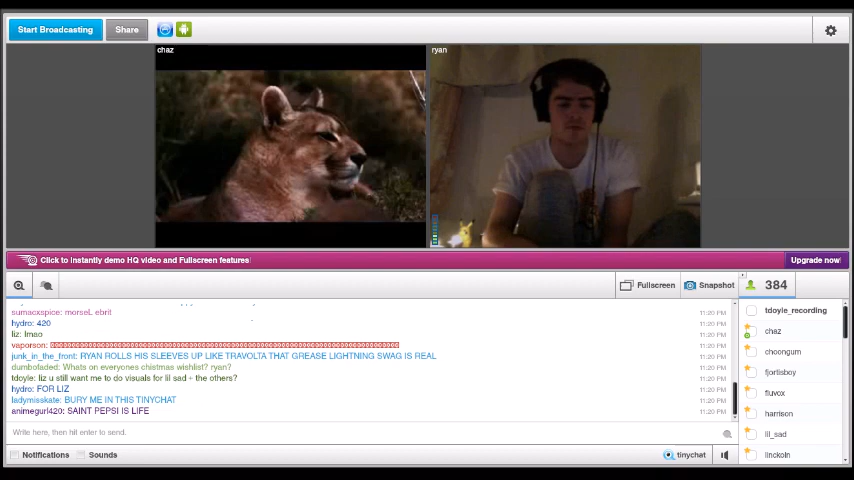 Start Broadcasting
Share
chaz
ryan
Click to instantly demo HQ video and Fullscreen features!
Upgrade now!
Fullscreen
Snapshot
384
sumacxspice: morseL ebrit 11:20 PM
hydro: 420 11:20 PM
liz: lmao 11:20 PM
vaporson: 11:20 PM
junk_in_the_front: RYAN ROLLS HIS SLEEVES UP LIKE TRAVOLTA THAT GREASE LIGHTNING SWAG IS REAL 11:20 PM
dumbofaded: Whats on everyones chistmas wishlist? ryan? 11:20 PM
tdoyle: liz u still want me to do visuals for lil sad + the others? 11:20 PM
hydro: FOR LIZ 11:20 PM
ladymisskate: BURY ME IN THIS TINYCHAT 11:20 PM
animegurl420: SAINT PEPSI IS LIFE 11:20 PM
Write here, then hit enter to send.
Notifications
Sounds
tinychat
tdoyle_recording
chaz
choongum
fjortisboy
fluvox
harrison
lil_sad
linckoln